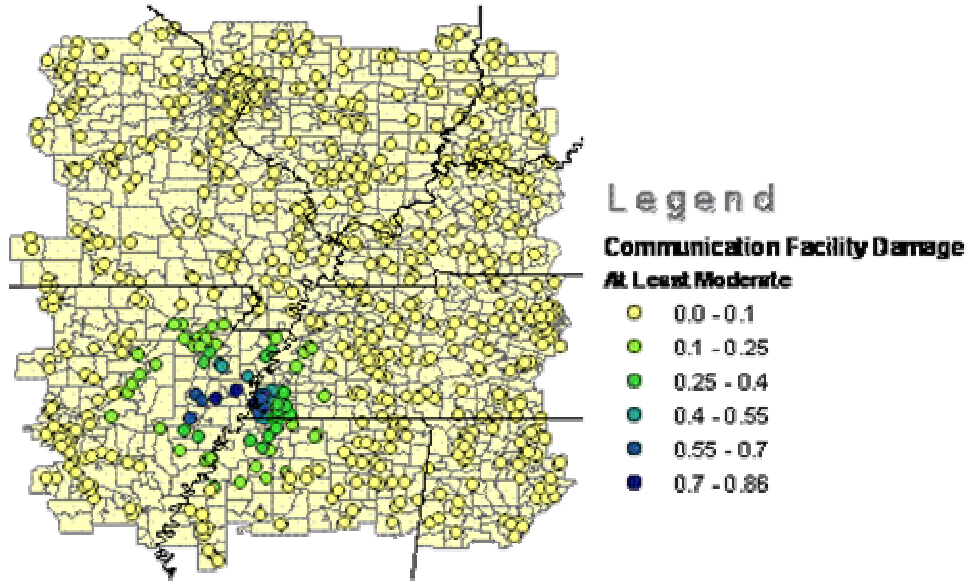 Legend
Communication Facility Damage
At Least Moderate
0.0 - 0.1
0.1 - 0.25
0.25 - 0.4
0.4 - 0.55
0.55 - 0.7
0.7 - 0.86